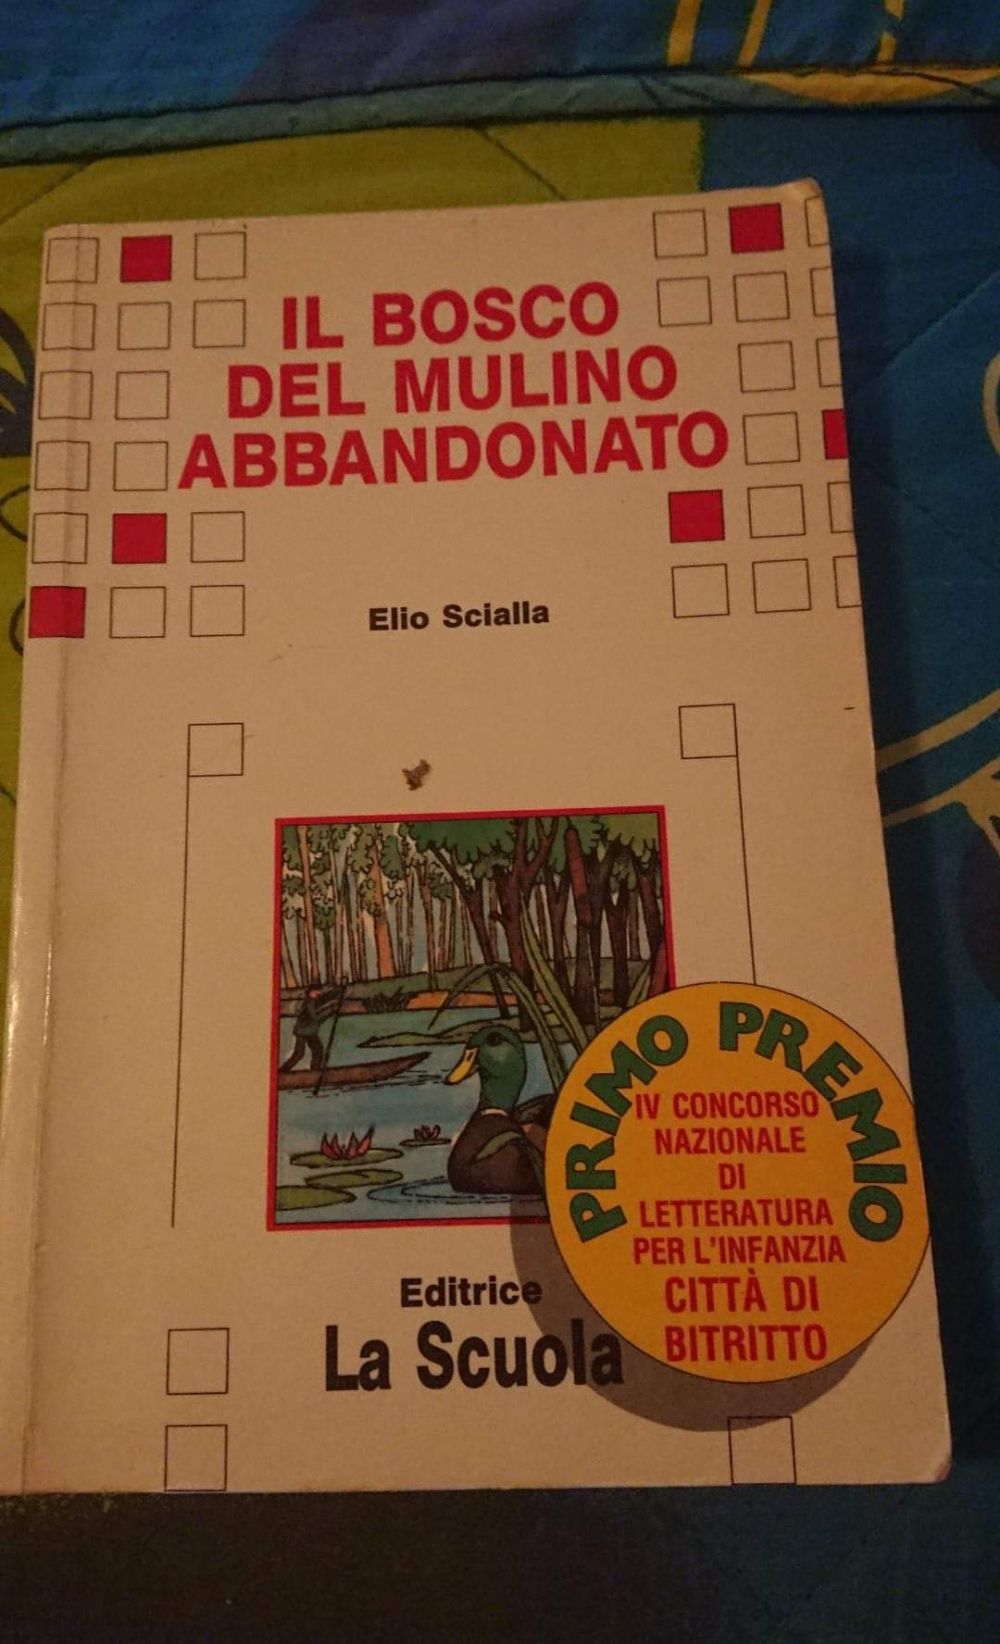 IL BOSCO
DEL MULINO
ABBANDONATO
Elio Scialla
PRIMO PREMIO
IV CONCORSO
NAZIONALE
DI
LETTERATURA
PER L'INFANZIA
CITTÀ DI
BITRITTO
Editrice
La Scuola